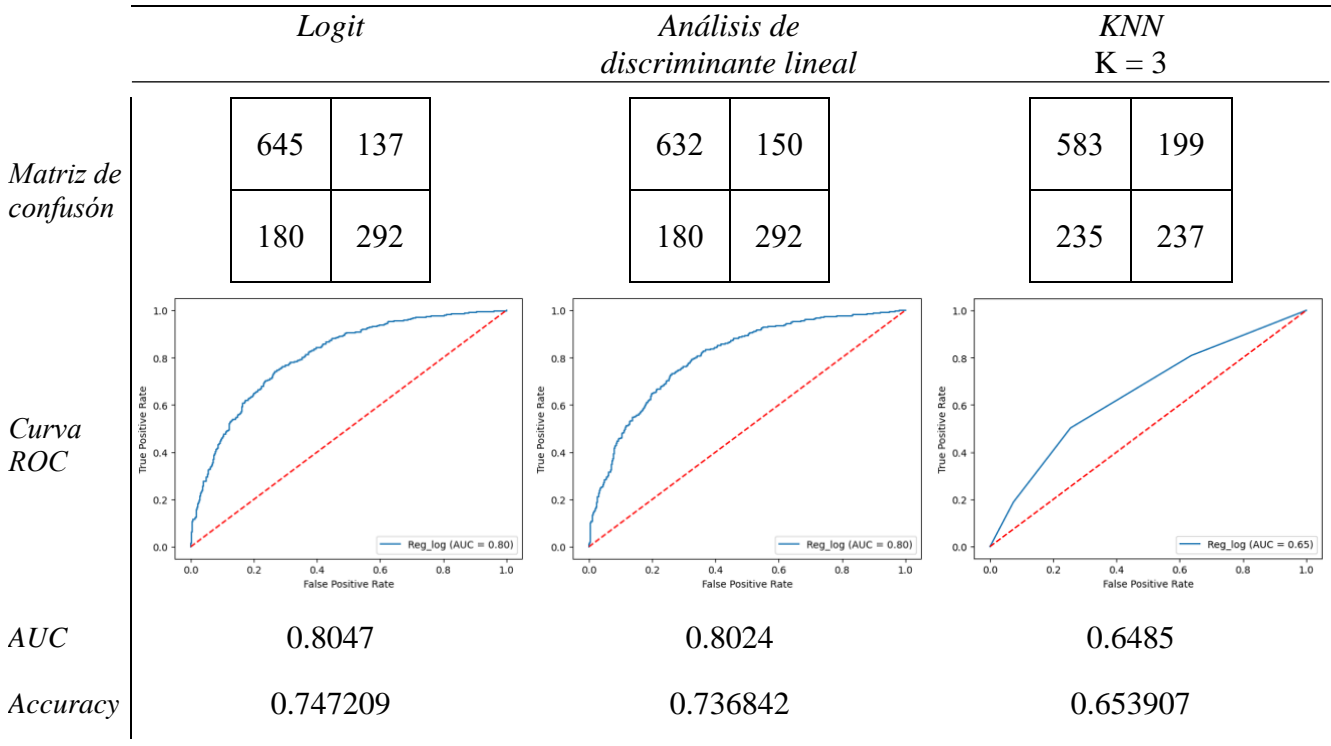 Logit
Análisis de
discriminante lineal
KNN
K = 3
Matriz de
confusón
645 137
180 292
632 150
180 292
583 199
235 237
Curva
ROC
True Positive Rate
1.0
0.8
0.6
0.4
0.2
0.0
0.0 0.2 0.4 0.6 0.8 1.0
False Positive Rate
Reg_log (AUC = 0.80)
True Positive Rate
1.0
0.8
0.6
0.4
0.2
0.0
0.0 0.2 0.4 0.6 0.8 1.0
False Positive Rate
Reg_log (AUC = 0.80)
True Positive Rate
1.0
0.8
0.6
0.4
0.2
0.0
0.0 0.2 0.4 0.6 0.8 1.0
False Positive Rate
Reg_log (AUC = 0.65)
AUC 0.8047 0.8024 0.6485
Accuracy 0.747209 0.736842 0.653907